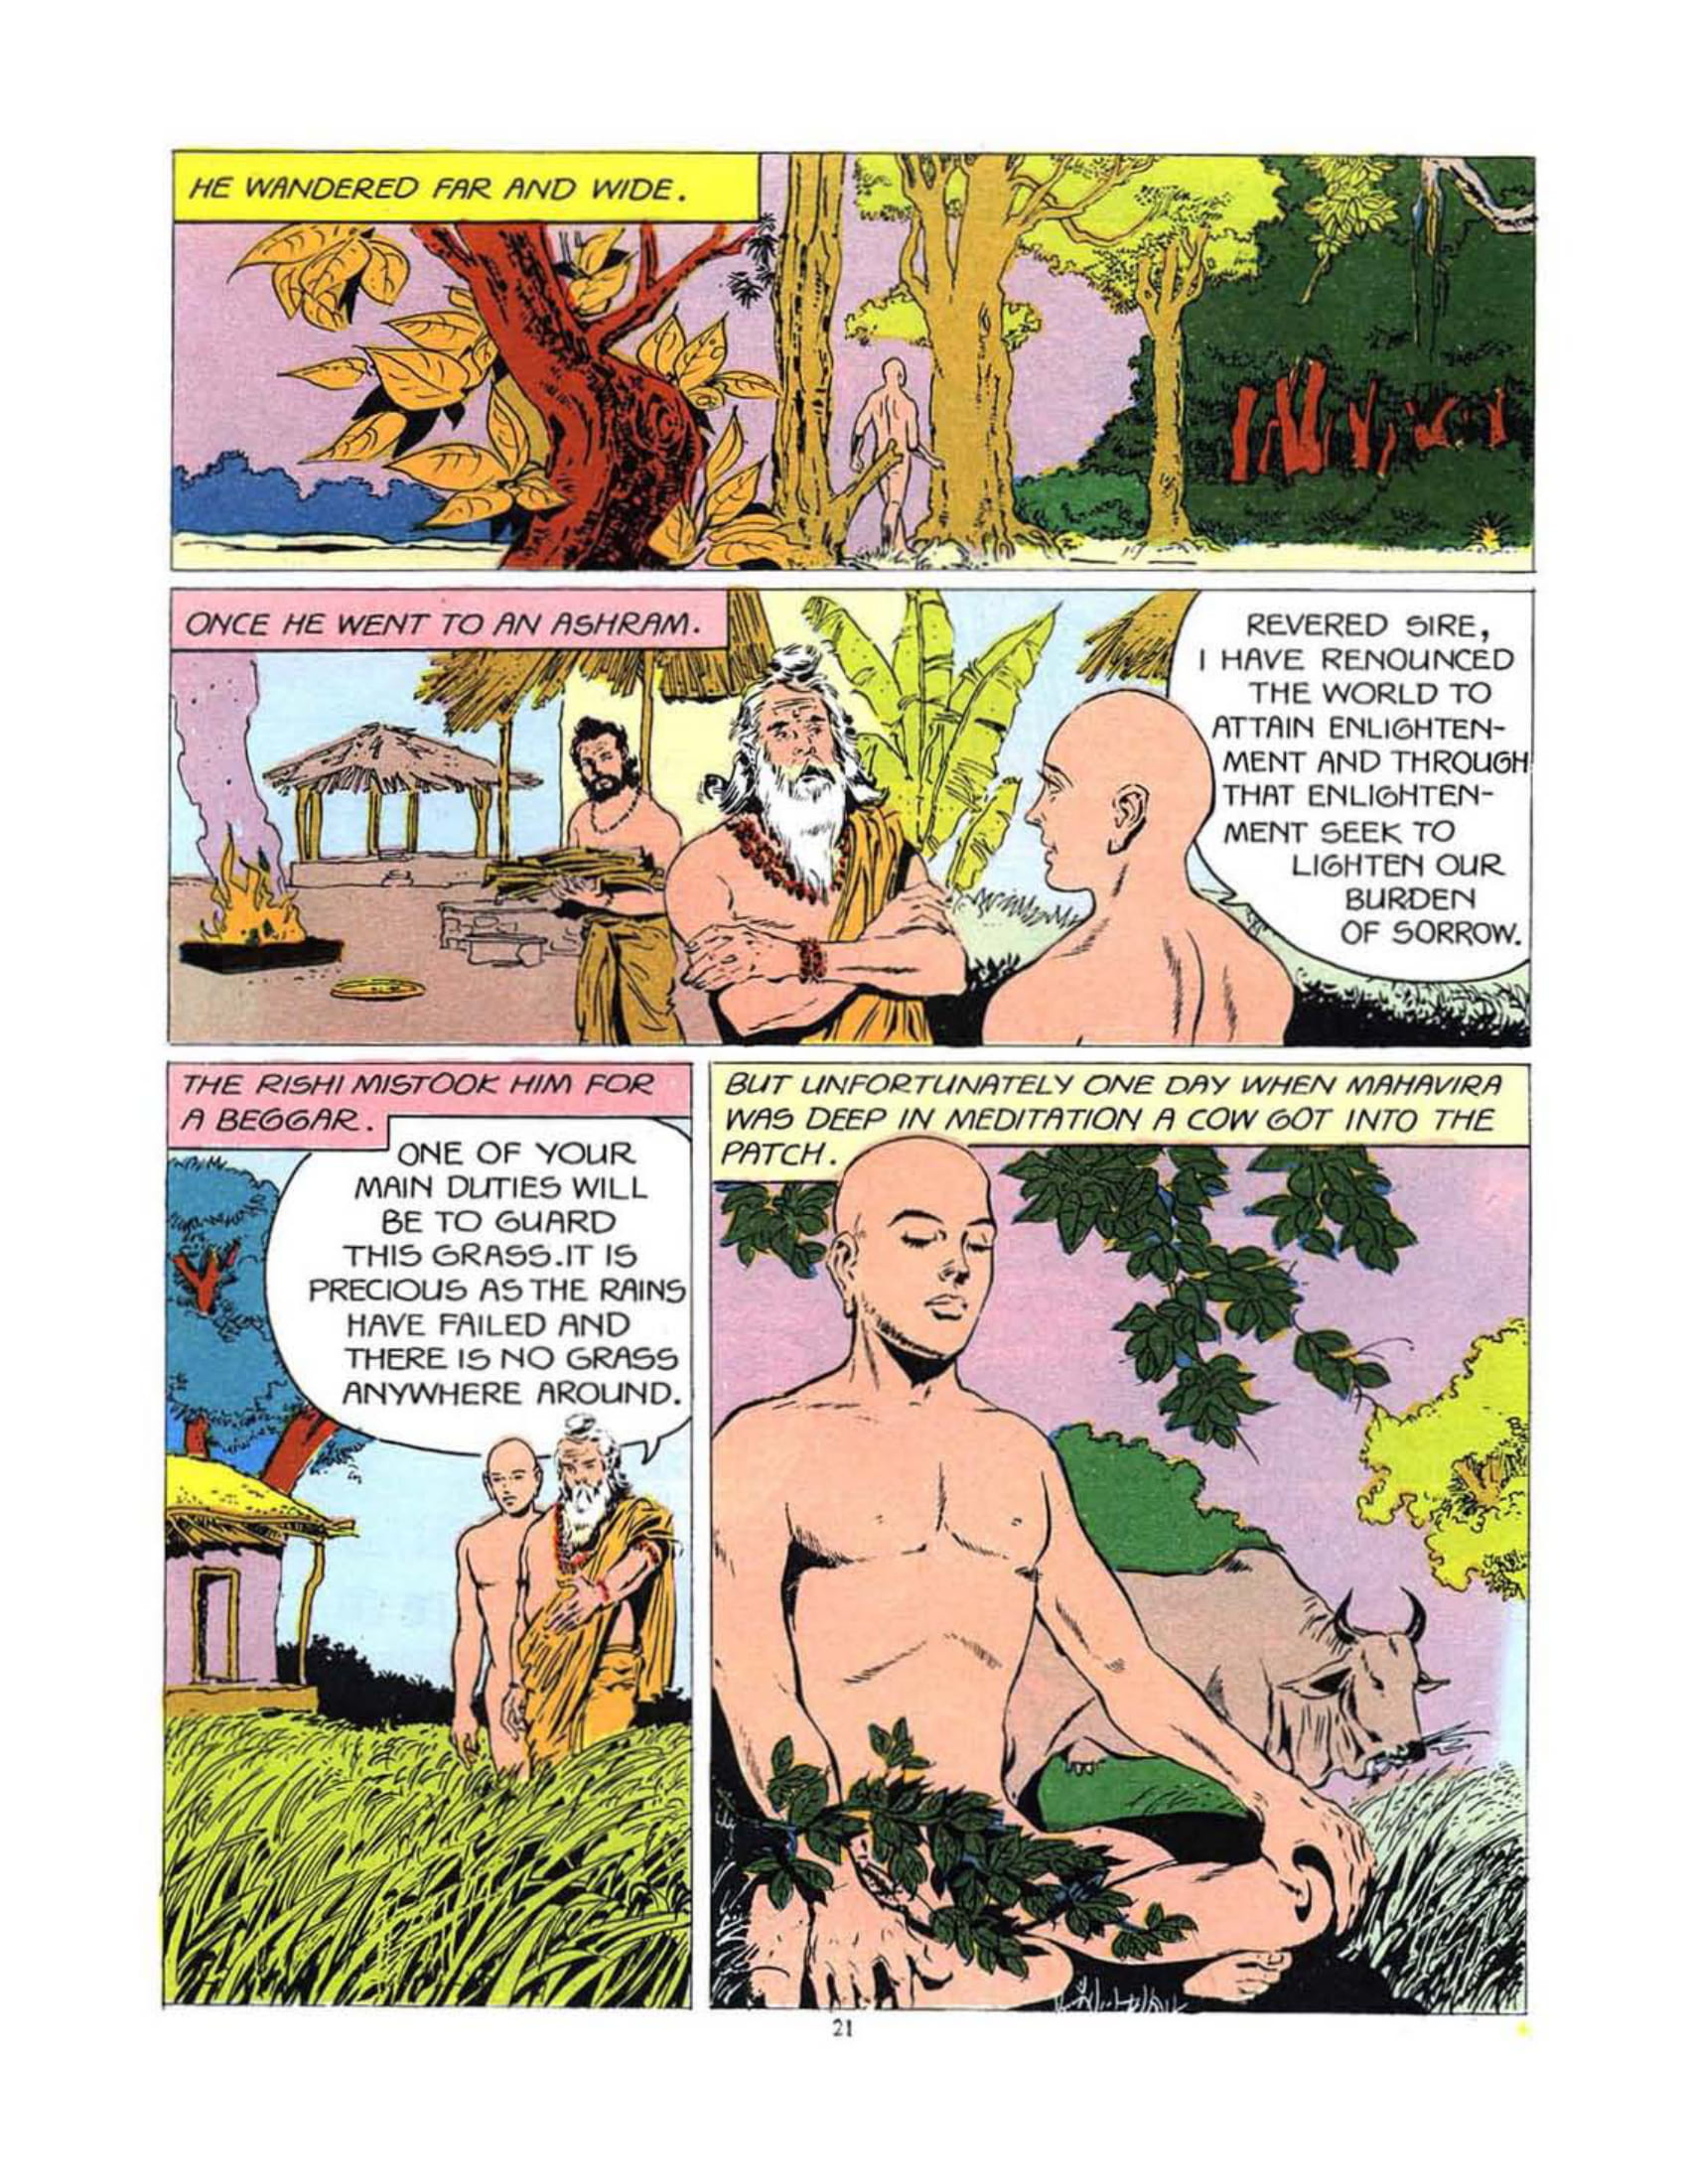 HE WANDERED FAR AND WIDE.
ONCE HE WENT TO AN ASHRAM.
REVERED SIRE,
I HAVE RENOUNCED
THE WORLD TO
ATTAIN ENLIGHTEN-
MENT AND THROUGH
THAT ENLIGHTEN-
MENT SEEK TO
LIGHTEN OUR
BURDEN
OF SORROW.
THE RISHI MISTOOK HIM FOR
A BEGGAR.
ONE OF YOUR
MAIN DUTIES WILL
BE TO GUARD
THIS GRASS. IT IS
PRECIOUS AS THE RAINS
HAVE FAILED AND
THERE IS NO GRASS
ANYWHERE AROUND.
BUT UNFORTUNATELY ONE DAY WHEN MAHAVIRA
WAS DEEP IN MEDITATION A COW GOT INTO THE
PATCH.
21